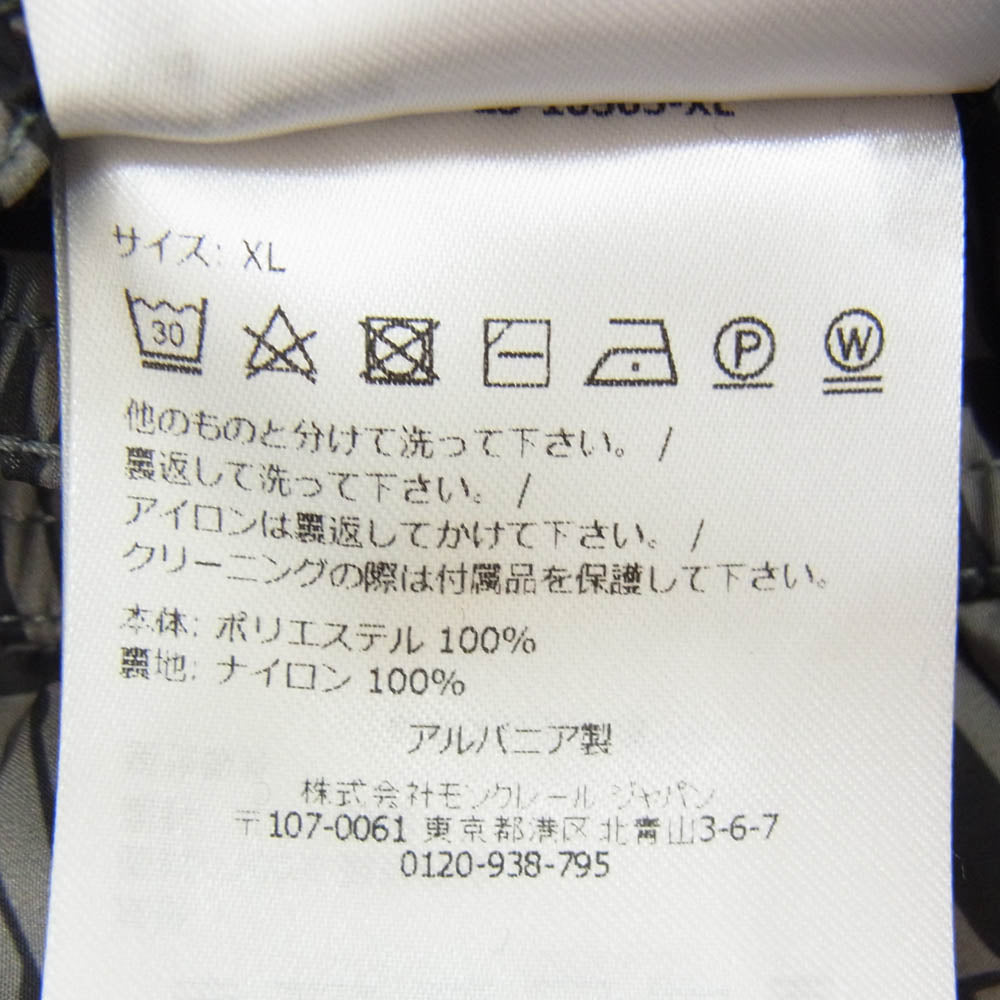 サイズ: XL
30
P
W
他のものと分けて洗って下さい。 /
裏返して洗って下さい。 /
アイロンは裏返してかけて下さい。 /
クリーニングの際は付属品を保護して下さい。
本体: ポリエステル 100%
裏地: ナイロン 100%
アルバニア製
株式会社モンクレール ジャパン
〒107-0061 東京都港区北青山3-6-7
0120-938-795